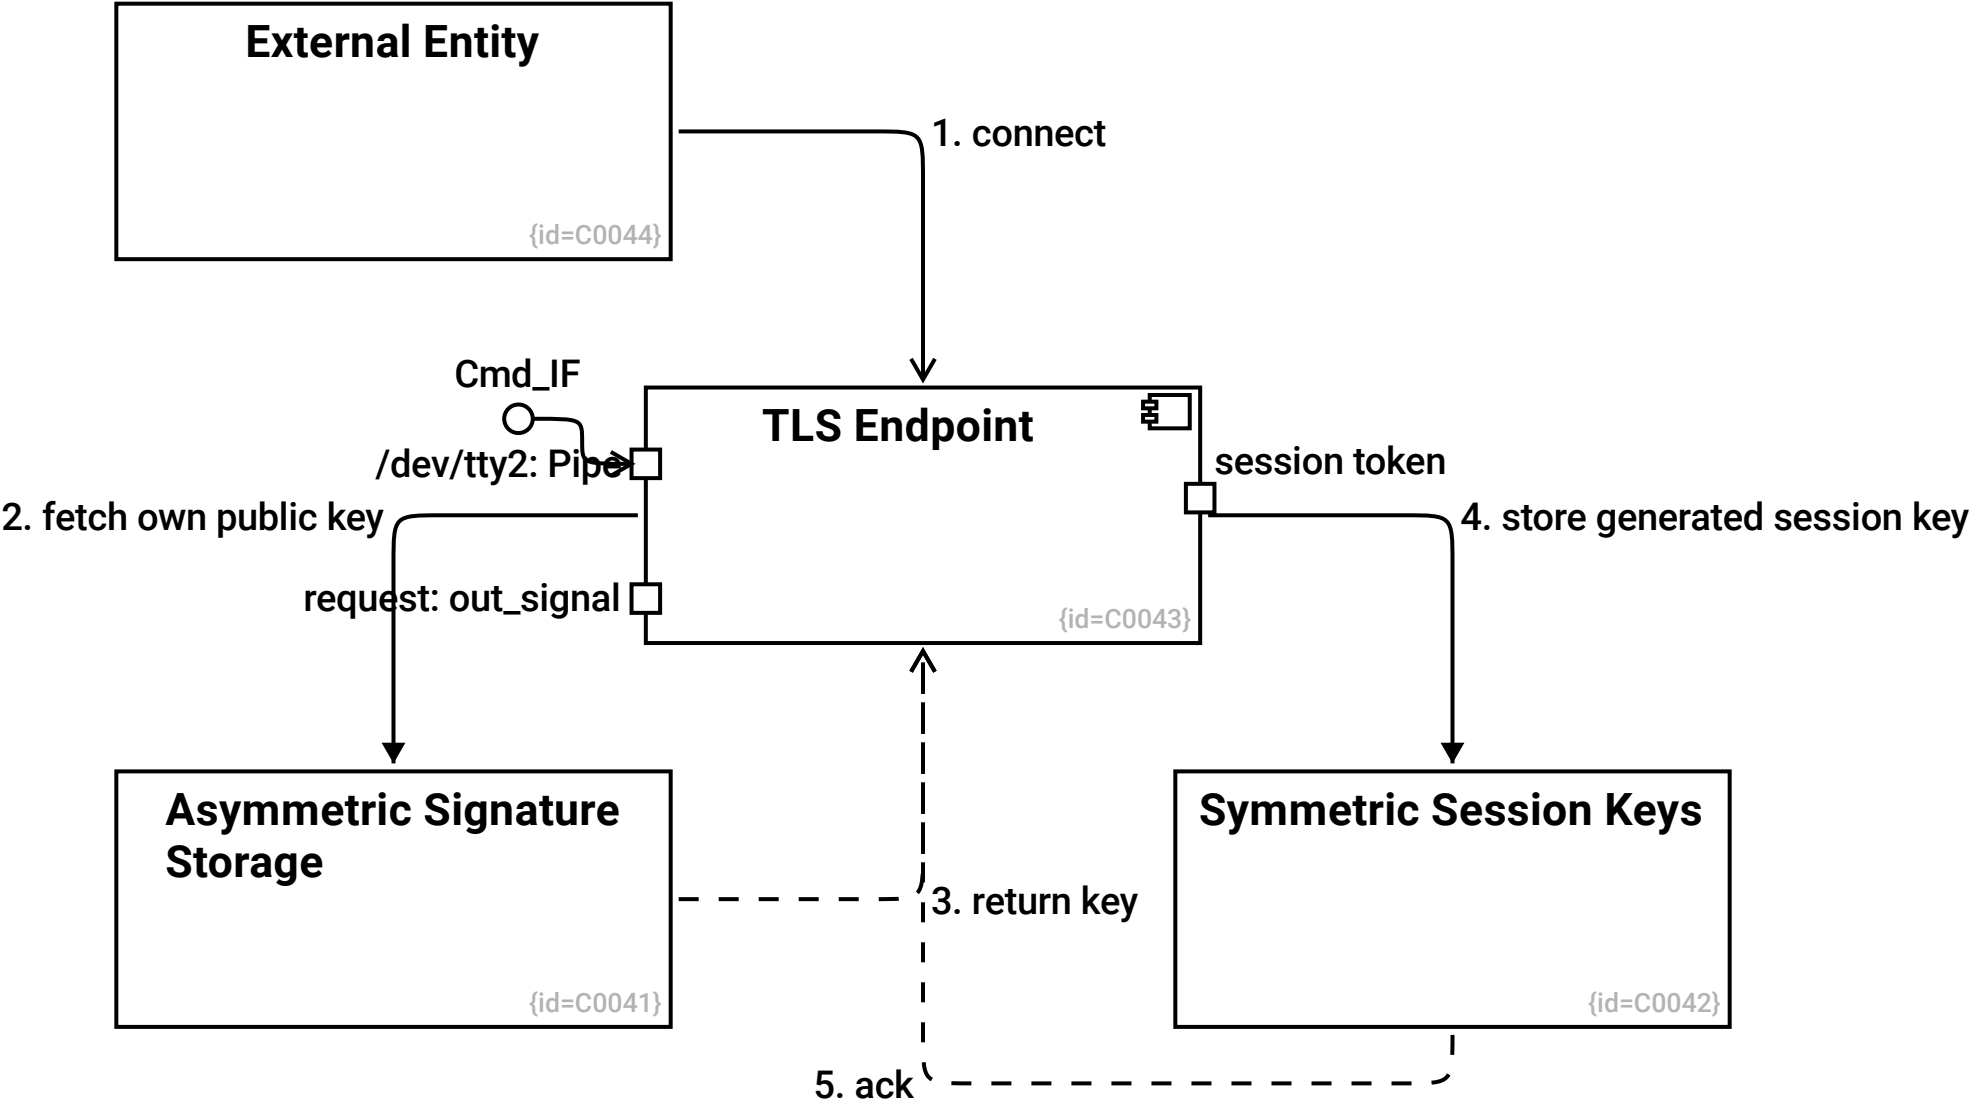 External Entity
1. connect
{id=C0044}
Cmd_IF
TLS Endpoint
/dev/tty2: Pipe
session token
2. fetch own public key
4. store generated session key
request: out_signal
{id=C0043}
Asymmetric Signature
Storage
Symmetric Session Keys
3. return key
{id=C0041}
{id=C0042}
5. ack